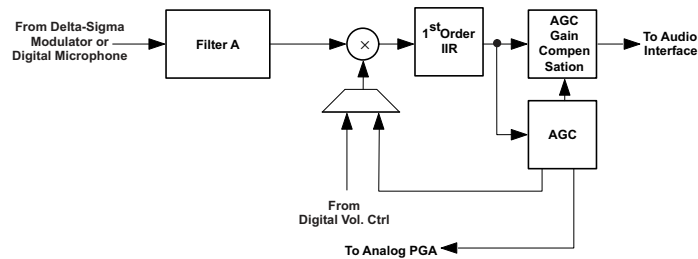 From Delta-Sigma
Modulator or
Digital Microphone
Filter A
×
1st Order
IIR
AGC
Gain
Compen
sation
To Audio
Interface
AGC
From
Digital Vol. Ctrl
To Analog PGA